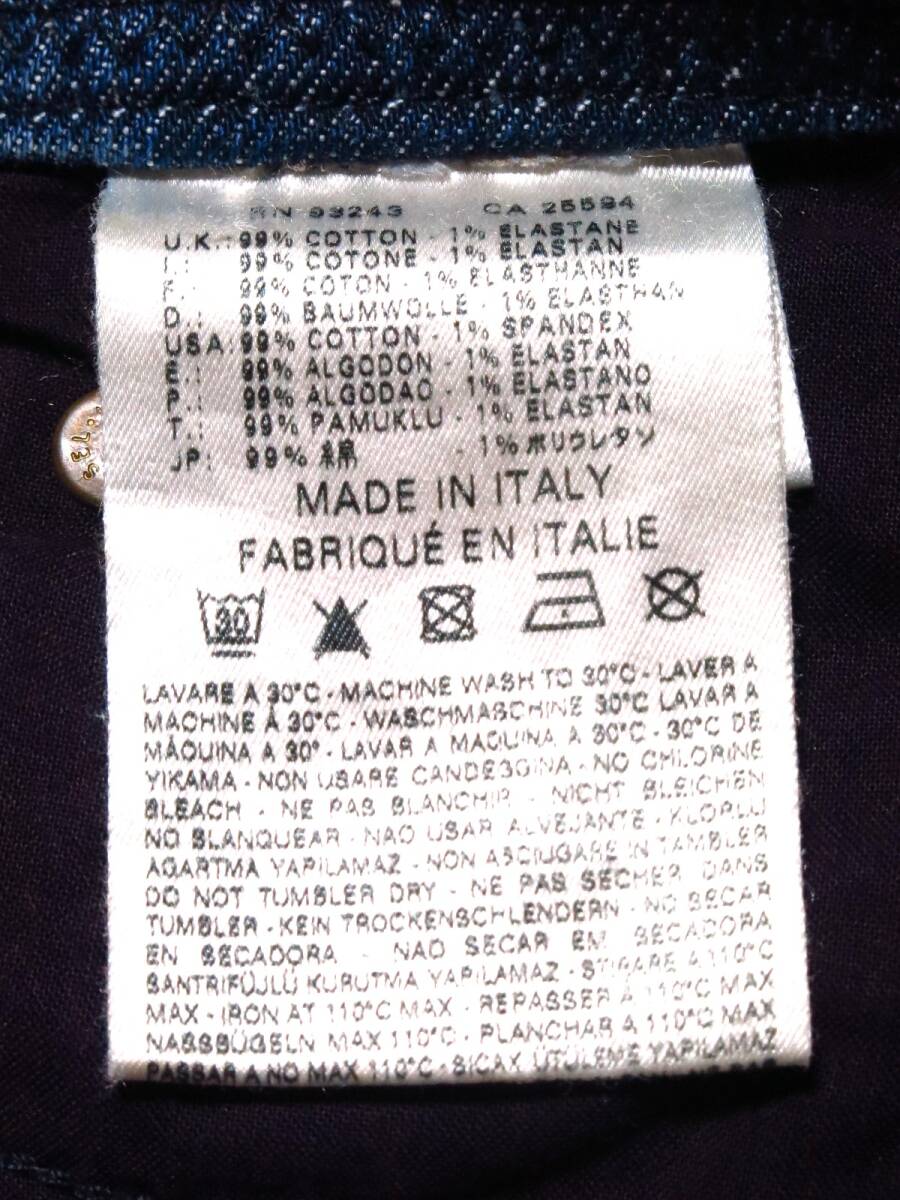 RN 93243 CA 25594
U.K.: 99% COTTON - 1% ELASTANE
I.: 99% COTONE - 1% ELASTAN
F.: 99% COTON - 1% ELASTHANNE
D.: 99% BAUMWOLLE - 1% ELASTHAN
USA: 99% COTTON - 1% SPANDEX
E.: 99% ALGODON - 1% ELASTAN
P.: 99% ALGODAO - 1% ELASTANO
T.: 99% PAMUKLU - 1% ELASTAN
JP: 99% 綿 - 1% ポリウレタン
MADE IN ITALY
FABRIQUÉ EN ITALIE
30
LAVARE A 30°C - MACHINE WASH TO 30°C - LAVER A
MACHINE À 30°C - WASCHMASCHINE 30°C LAVAR A
MÁQUINA A 30° - LAVAR A MAQUINA A 30°C - 30°C DE
YIKAMA - NON USARE CANDEGGINA - NO CHLORINE
BLEACH - NE PAS BLANCHIR - NICHT BLEICHEN
NO BLANQUEAR - NAO USAR ALVEJANTE - KLORLU
AGARTMA YAPILAMAZ - NON ASCIUGARE IN TAMBLER
DO NOT TUMBLER DRY - NE PAS SECHER DANS
TUMBLER - KEIN TROCKENSCHLENDERN - NO SECAR
EN SECADORA - NAO SECAR EM SECADORA
SANTRIFÜJLÜ KURUTMA YAPILAMAZ - STIRARE A 110°C
MAX - IRON AT 110°C MAX - REPASSER A 110°C MAX
NASSBÜGELN MAX 110°C - PLANCHAR A 110°C MAX
PASSAR A NO MAX 110°C - SICAK ÜTÜLEME YAPILAMAZ